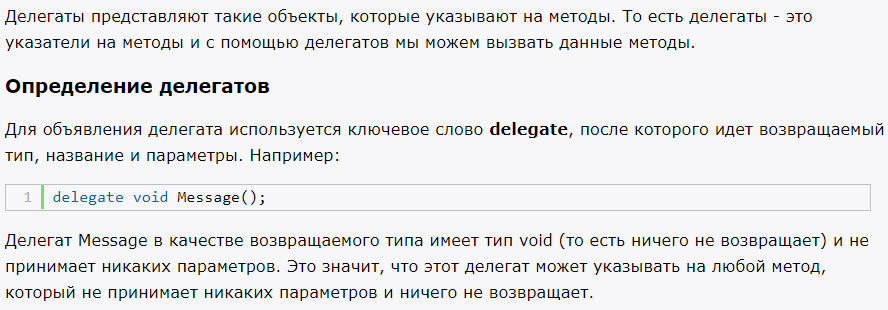 Делегаты представляют такие объекты, которые указывают на методы. То есть делегаты - это
указатели на методы и с помощью делегатов мы можем вызвать данные методы.
Определение делегатов
Для объявления делегата используется ключевое слово delegate, после которого идет возвращаемый
тип, название и параметры. Например:
1 delegate void Message();
Делегат Message в качестве возвращаемого типа имеет тип void (то есть ничего не возвращает) и не
принимает никаких параметров. Это значит, что этот делегат может указывать на любой метод,
который не принимает никаких параметров и ничего не возвращает.